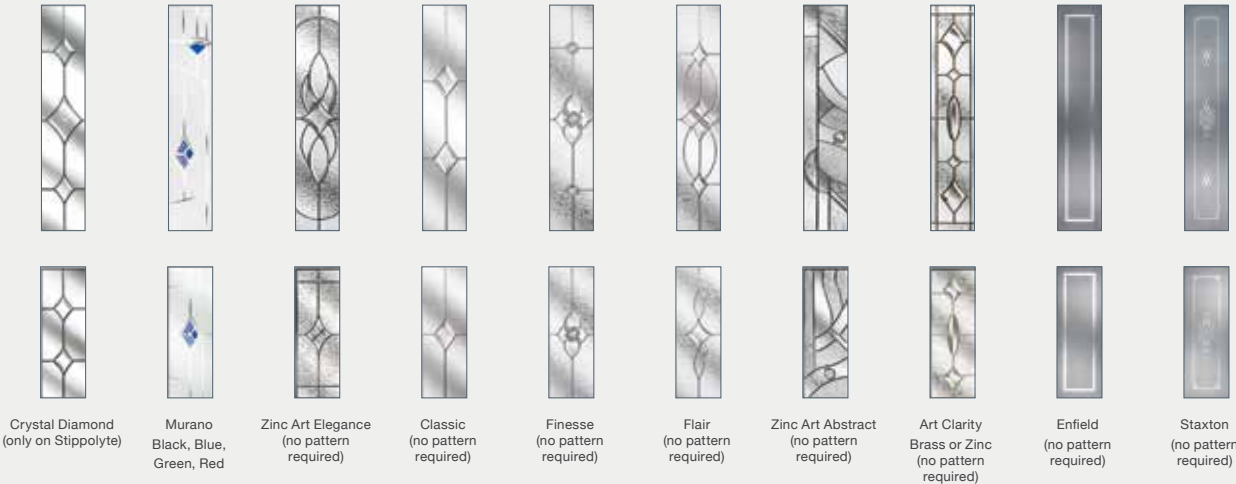 Crystal Diamond
(only on Stippolyte)
Murano
Black, Blue,
Green, Red
Zinc Art Elegance
(no pattern
required)
Classic
(no pattern
required)
Finesse
(no pattern
required)
Flair
(no pattern
required)
Zinc Art Abstract
(no pattern
required)
Art Clarity
Brass or Zinc
(no pattern
required)
Enfield
(no pattern
required)
Staxton
(no pattern
required)